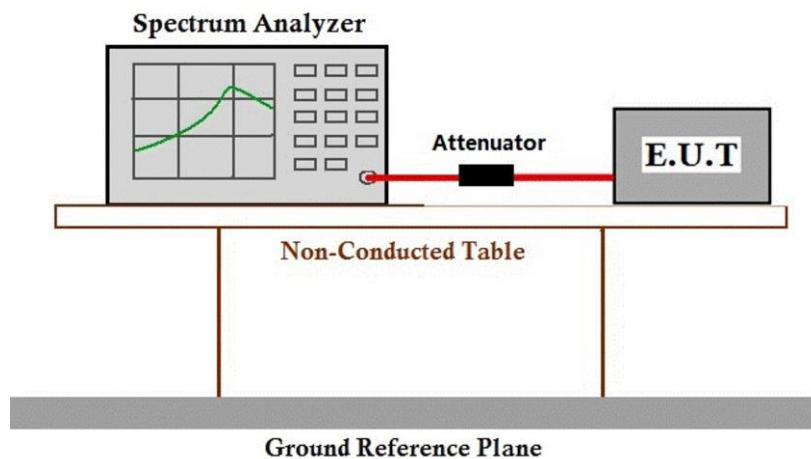 Spectrum Analyzer
Attenuator
E.U.T
Non-Conducted Table
Ground Reference Plane